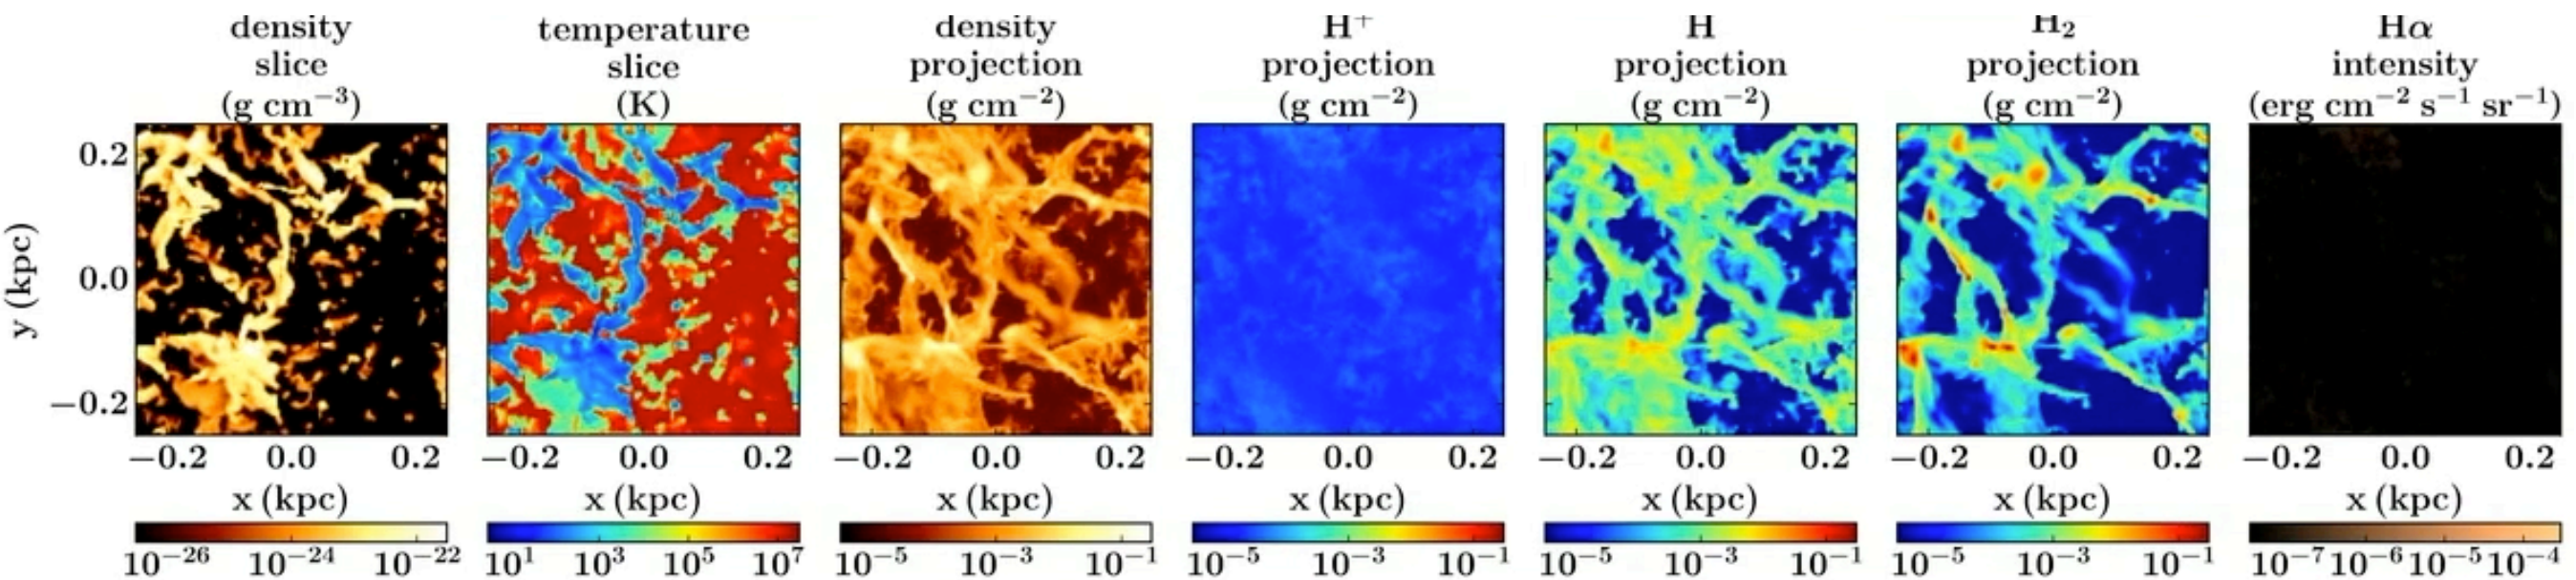 density
slice
(g cm⁻³)
temperature
slice
(K)
density
projection
(g cm⁻²)
H⁺
projection
(g cm⁻²)
H
projection
(g cm⁻²)
H₂
projection
(g cm⁻²)
Hα
intensity
(erg cm⁻² s⁻¹ sr⁻¹)
y (kpc)
0.2
0.0
−0.2
−0.2 0.0 0.2
−0.2 0.0 0.2
−0.2 0.0 0.2
−0.2 0.0 0.2
−0.2 0.0 0.2
−0.2 0.0 0.2
−0.2 0.0 0.2
x (kpc)
x (kpc)
x (kpc)
x (kpc)
x (kpc)
x (kpc)
x (kpc)
10⁻²⁶ 10⁻²⁴ 10⁻²²
10¹ 10³ 10⁵ 10⁷
10⁻⁵ 10⁻³ 10⁻¹
10⁻⁵ 10⁻³ 10⁻¹
10⁻⁵ 10⁻³ 10⁻¹
10⁻⁵ 10⁻³ 10⁻¹
10⁻⁷ 10⁻⁶ 10⁻⁵ 10⁻⁴